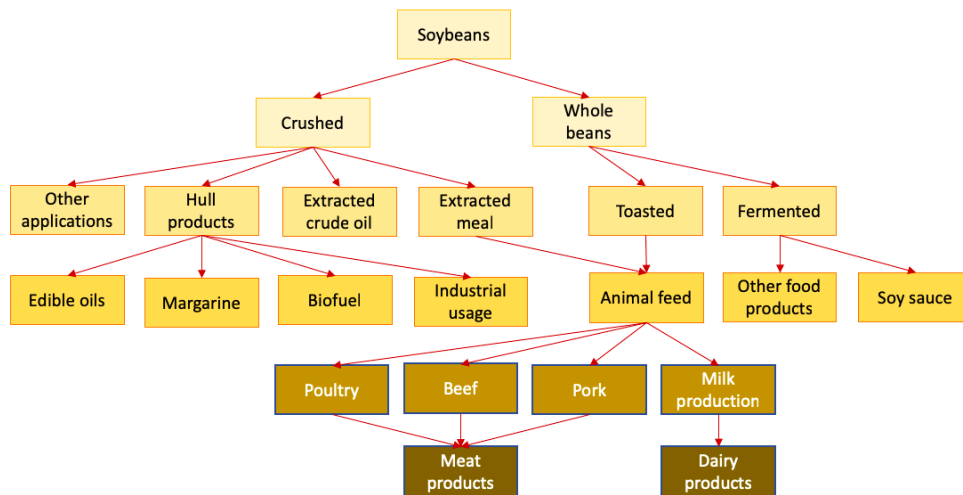 Soybeans
Crushed
Whole
beans
Other
applications
Hull
products
Extracted
crude oil
Extracted
meal
Toasted
Fermented
Edible oils
Margarine
Biofuel
Industrial
usage
Animal feed
Other food
products
Soy sauce
Poultry
Beef
Pork
Milk
production
Meat
products
Dairy
products